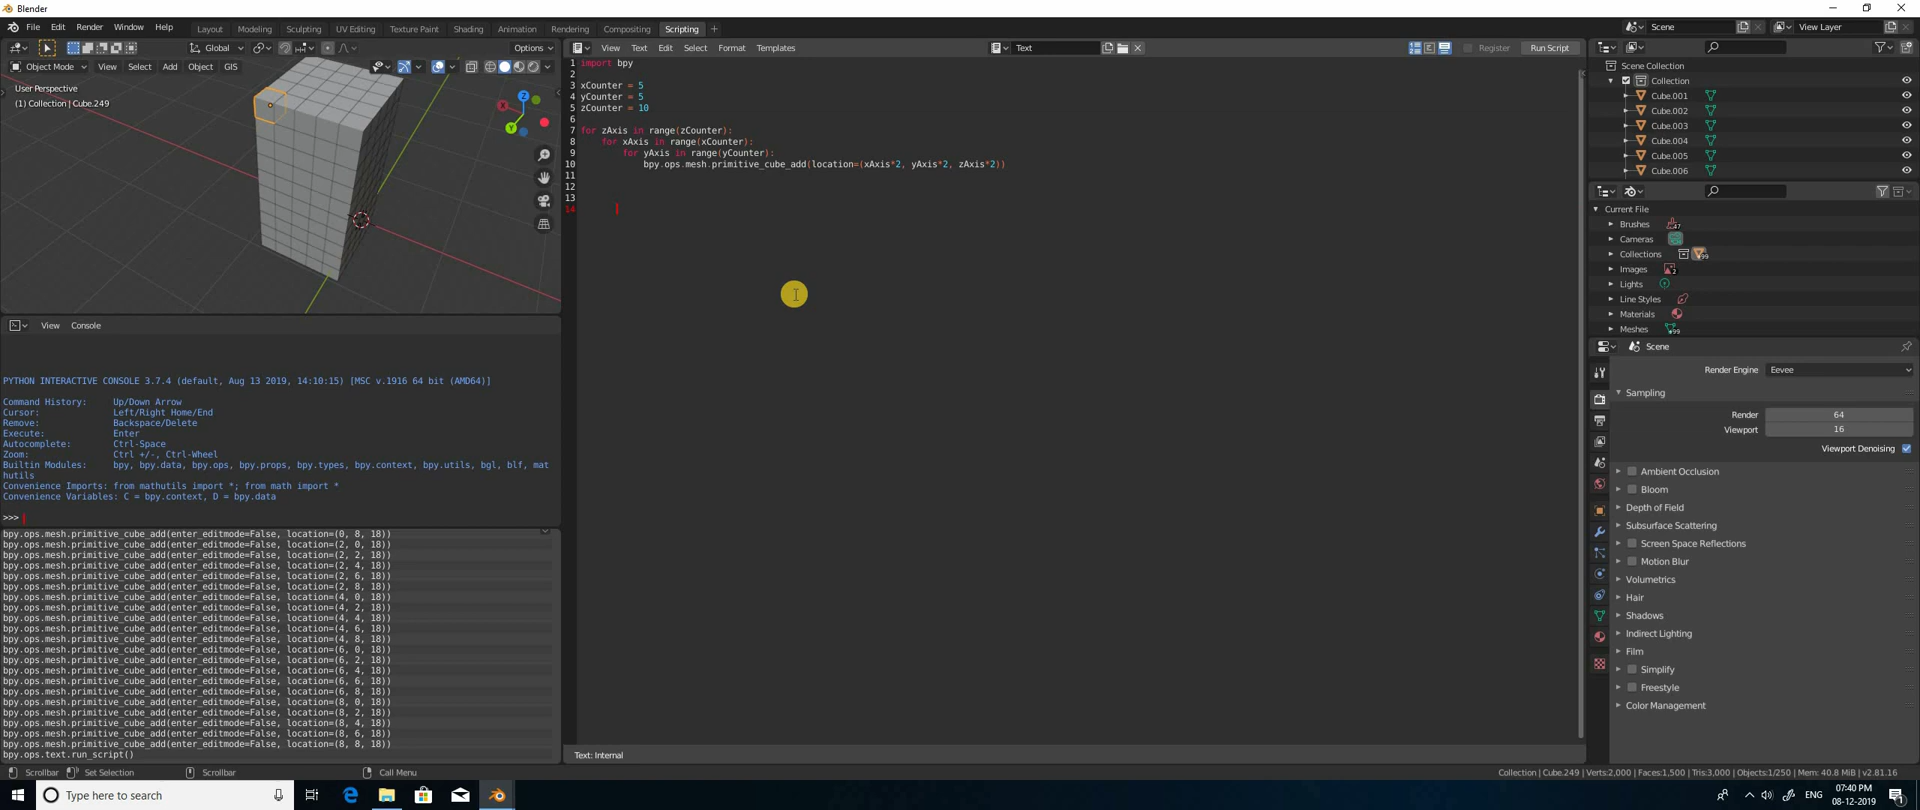 Blender
File Edit Render Window Help Layout Modeling Sculpting UV Editing Texture Paint Shading Animation Rendering Compositing Scripting + Scene View Layer
Global Options
View Text Edit Select Format Templates Text Register Run Script
Object Mode View Select Add Object GIS
User Perspective
(1) Collection | Cube.249
X
Y
Z
1 import bpy
2
3 xCounter = 5
4 yCounter = 5
5 zCounter = 10
6
7 for zAxis in range(zCounter):
8 for xAxis in range(xCounter):
9 for yAxis in range(yCounter):
10 bpy.ops.mesh.primitive_cube_add(location=(xAxis*2, yAxis*2, zAxis*2))
11
12
13
14
Text: Internal
View Console
PYTHON INTERACTIVE CONSOLE 3.7.4 (default, Aug 13 2019, 14:10:15) [MSC v.1916 64 bit (AMD64)]
Command History: Up/Down Arrow
Cursor: Left/Right Home/End
Remove: Backspace/Delete
Execute: Enter
Autocomplete: Ctrl-Space
Zoom: Ctrl +/-, Ctrl-Wheel
Builtin Modules: bpy, bpy.data, bpy.ops, bpy.props, bpy.types, bpy.context, bpy.utils, bgl, blf, mat
hutils
Convenience Imports: from mathutils import *; from math import *
Convenience Variables: C = bpy.context, D = bpy.data
>>>
bpy.ops.mesh.primitive_cube_add(enter_editmode=False, location=(0, 8, 18))
bpy.ops.mesh.primitive_cube_add(enter_editmode=False, location=(2, 0, 18))
bpy.ops.mesh.primitive_cube_add(enter_editmode=False, location=(2, 2, 18))
bpy.ops.mesh.primitive_cube_add(enter_editmode=False, location=(2, 4, 18))
bpy.ops.mesh.primitive_cube_add(enter_editmode=False, location=(2, 6, 18))
bpy.ops.mesh.primitive_cube_add(enter_editmode=False, location=(2, 8, 18))
bpy.ops.mesh.primitive_cube_add(enter_editmode=False, location=(4, 0, 18))
bpy.ops.mesh.primitive_cube_add(enter_editmode=False, location=(4, 2, 18))
bpy.ops.mesh.primitive_cube_add(enter_editmode=False, location=(4, 4, 18))
bpy.ops.mesh.primitive_cube_add(enter_editmode=False, location=(4, 6, 18))
bpy.ops.mesh.primitive_cube_add(enter_editmode=False, location=(4, 8, 18))
bpy.ops.mesh.primitive_cube_add(enter_editmode=False, location=(6, 0, 18))
bpy.ops.mesh.primitive_cube_add(enter_editmode=False, location=(6, 2, 18))
bpy.ops.mesh.primitive_cube_add(enter_editmode=False, location=(6, 4, 18))
bpy.ops.mesh.primitive_cube_add(enter_editmode=False, location=(6, 6, 18))
bpy.ops.mesh.primitive_cube_add(enter_editmode=False, location=(6, 8, 18))
bpy.ops.mesh.primitive_cube_add(enter_editmode=False, location=(8, 0, 18))
bpy.ops.mesh.primitive_cube_add(enter_editmode=False, location=(8, 2, 18))
bpy.ops.mesh.primitive_cube_add(enter_editmode=False, location=(8, 4, 18))
bpy.ops.mesh.primitive_cube_add(enter_editmode=False, location=(8, 6, 18))
bpy.ops.mesh.primitive_cube_add(enter_editmode=False, location=(8, 8, 18))
bpy.ops.text.run_script()
Scene Collection
Collection
Cube.001
Cube.002
Cube.003
Cube.004
Cube.005
Cube.006
Current File
Brushes 47
Cameras
Collections 99
Images 2
Lights
Line Styles
Materials
Meshes 99
Scene
Render Engine Eevee
Sampling
Render 64
Viewport 16
Viewport Denoising
Ambient Occlusion
Bloom
Depth of Field
Subsurface Scattering
Screen Space Reflections
Motion Blur
Volumetrics
Hair
Shadows
Indirect Lighting
Film
Simplify
Freestyle
Color Management
Scrollbar Set Selection Scrollbar Call Menu Collection | Cube.249 | Verts:2,000 | Faces:1,500 | Tris:3,000 | Objects:1/250 | Mem: 40.8 MiB | v2.81.16
Type here to search ENG 07:40 PM
08-12-2019 1